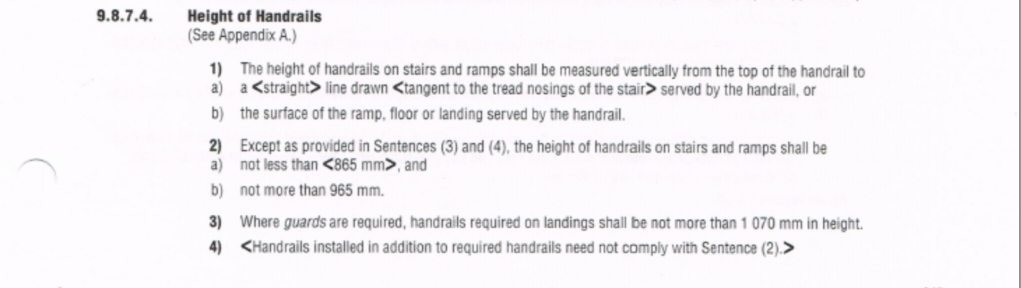 9.8.7.4. Height of Handrails
(See Appendix A.)
1) The height of handrails on stairs and ramps shall be measured vertically from the top of the handrail to
a) a <straight> line drawn <tangent to the tread nosings of the stair> served by the handrail, or
b) the surface of the ramp, floor or landing served by the handrail.
2) Except as provided in Sentences (3) and (4), the height of handrails on stairs and ramps shall be
a) not less than <865 mm>, and
b) not more than 965 mm.
3) Where guards are required, handrails required on landings shall be not more than 1 070 mm in height.
4) <Handrails installed in addition to required handrails need not comply with Sentence (2).>